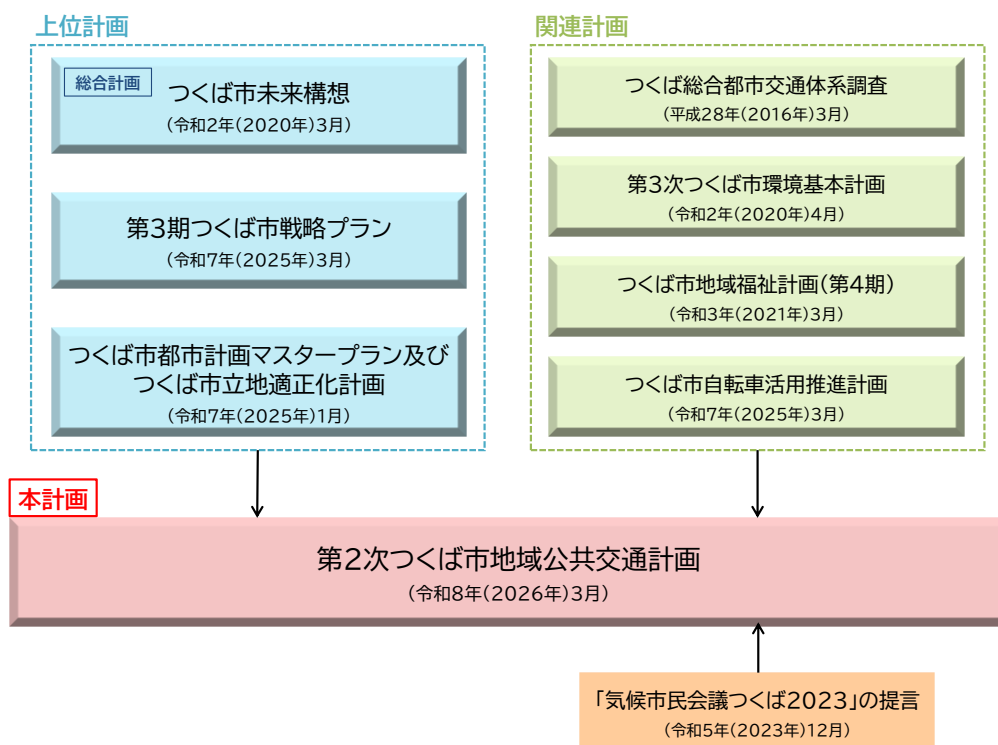 上位計画
総合計画
つくば市未来構想
(令和2年(2020年)3月)
第3期つくば市戦略プラン
(令和7年(2025年)3月)
つくば市都市計画マスタープラン及び
つくば市立地適正化計画
(令和7年(2025年)1月)
関連計画
つくば総合都市交通体系調査
(平成28年(2016年)3月)
第3次つくば市環境基本計画
(令和2年(2020年)4月)
つくば市地域福祉計画(第4期)
(令和3年(2021年)3月)
つくば市自転車活用推進計画
(令和7年(2025年)3月)
本計画
第2次つくば市地域公共交通計画
(令和8年(2026年)3月)
「気候市民会議つくば2023」の提言
(令和5年(2023年)12月)